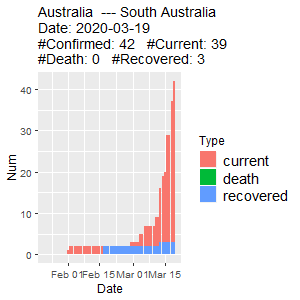 Australia  --- South Australia
Date: 2020-03-19
#Confirmed: 42   #Current: 39
#Death: 0   #Recovered: 3
40
30
20
10
0
Num
Feb 01 Feb 15 Mar 01 Mar 15
Date
Type
current
death
recovered